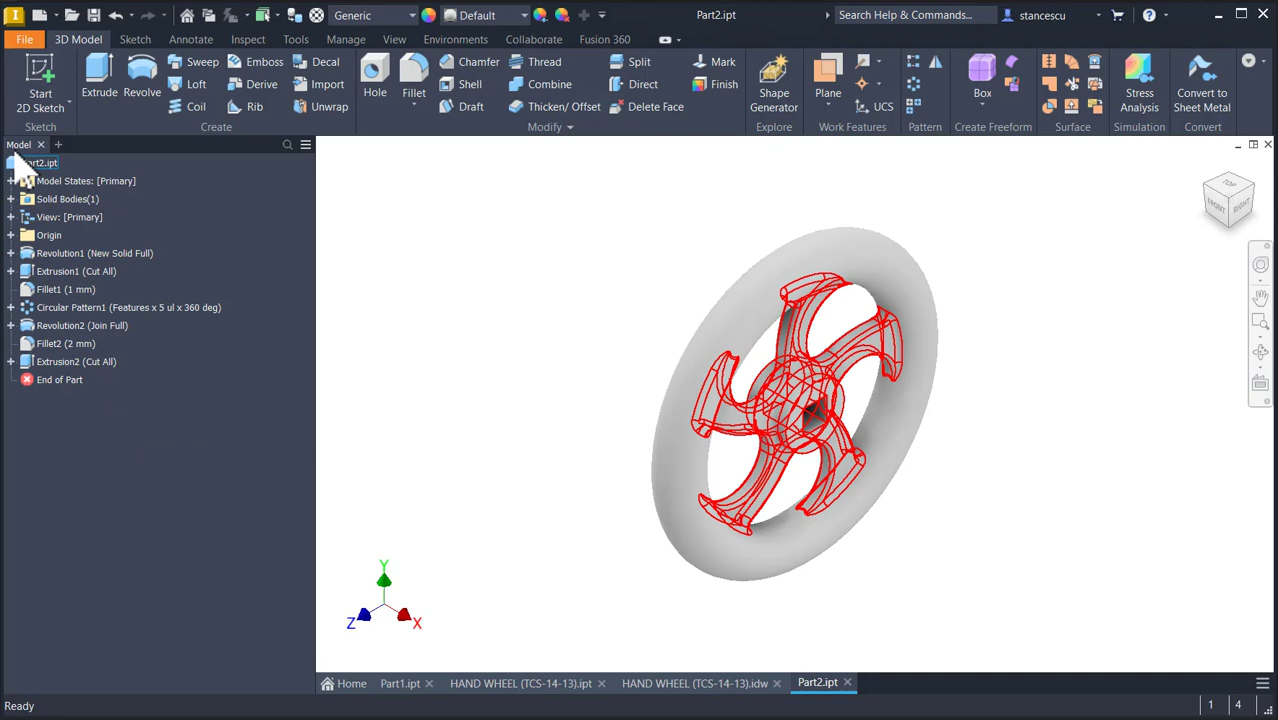 Generic
Default
Part2.ipt
Search Help & Commands...
stancescu
File
3D Model
Sketch
Annotate
Inspect
Tools
Manage
View
Environments
Collaborate
Fusion 360
Start
2D Sketch
Sketch
Extrude
Revolve
Sweep
Emboss
Decal
Loft
Derive
Import
Coil
Rib
Unwrap
Create
Hole
Fillet
Chamfer
Thread
Split
Shell
Combine
Direct
Draft
Thicken/ Offset
Delete Face
Modify
Mark
Finish
Shape
Generator
Explore
Plane
UCS
Work Features
Pattern
Box
Create Freeform
Surface
Stress
Analysis
Simulation
Convert to
Sheet Metal
Convert
Model
art2.ipt
Model States: [Primary]
Solid Bodies(1)
View: [Primary]
Origin
Revolution1 (New Solid Full)
Extrusion1 (Cut All)
Fillet1 (1 mm)
Circular Pattern1 (Features x 5 ul x 360 deg)
Revolution2 (Join Full)
Fillet2 (2 mm)
Extrusion2 (Cut All)
End of Part
TOP
FRONT
RIGHT
Y
Z
X
Home
Part1.ipt
HAND WHEEL (TCS-14-13).ipt
HAND WHEEL (TCS-14-13).idw
Part2.ipt
Ready
1
4